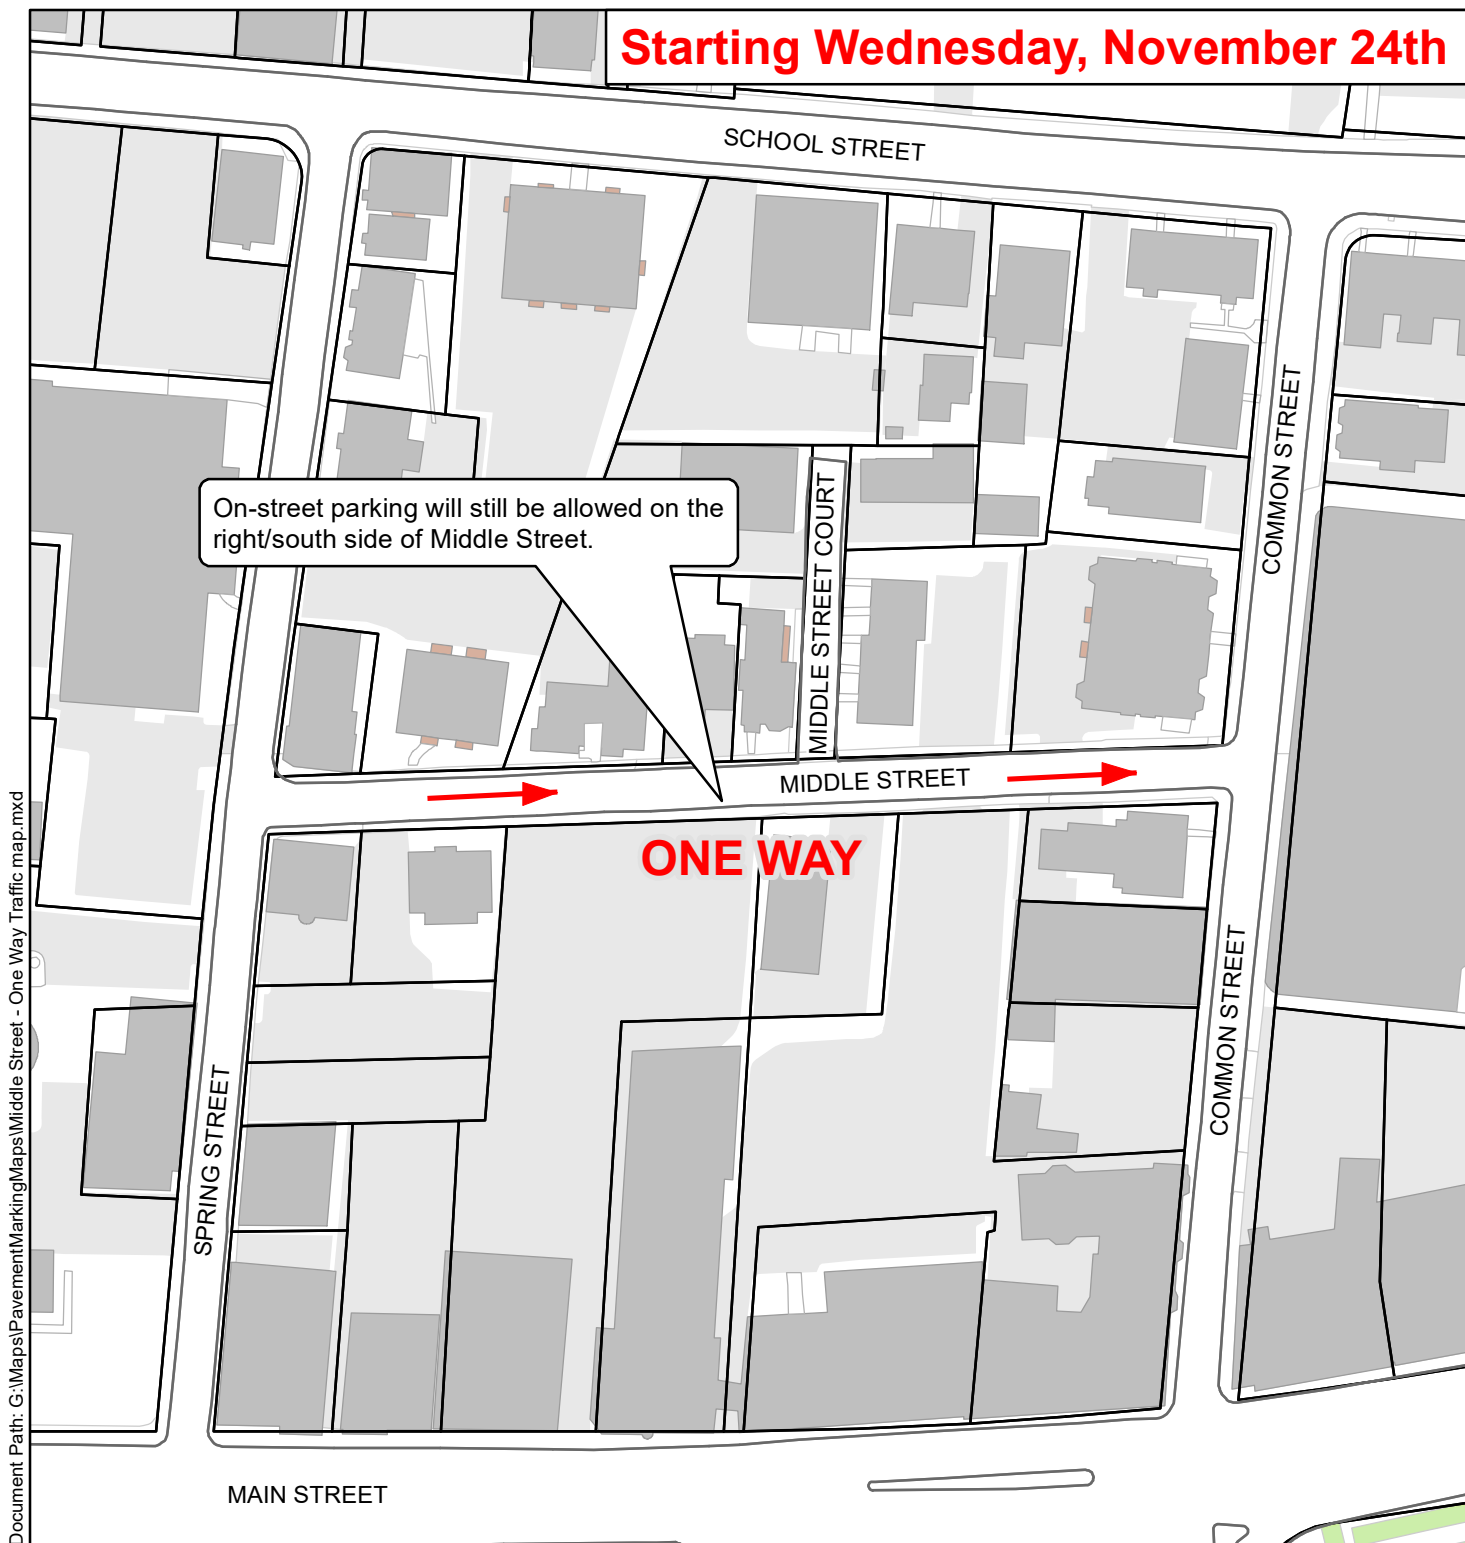 Starting Wednesday, November 24th
SCHOOL STREET
COMMON STREET
On-street parking will still be allowed on the
right/south side of Middle Street.
MIDDLE STREET COURT
MIDDLE STREET
ONE WAY
COMMON STREET
SPRING STREET
MAIN STREET
Document Path: G:\Maps\PavementMarkingMaps\Middle Street - One Way Traffic map.mxd